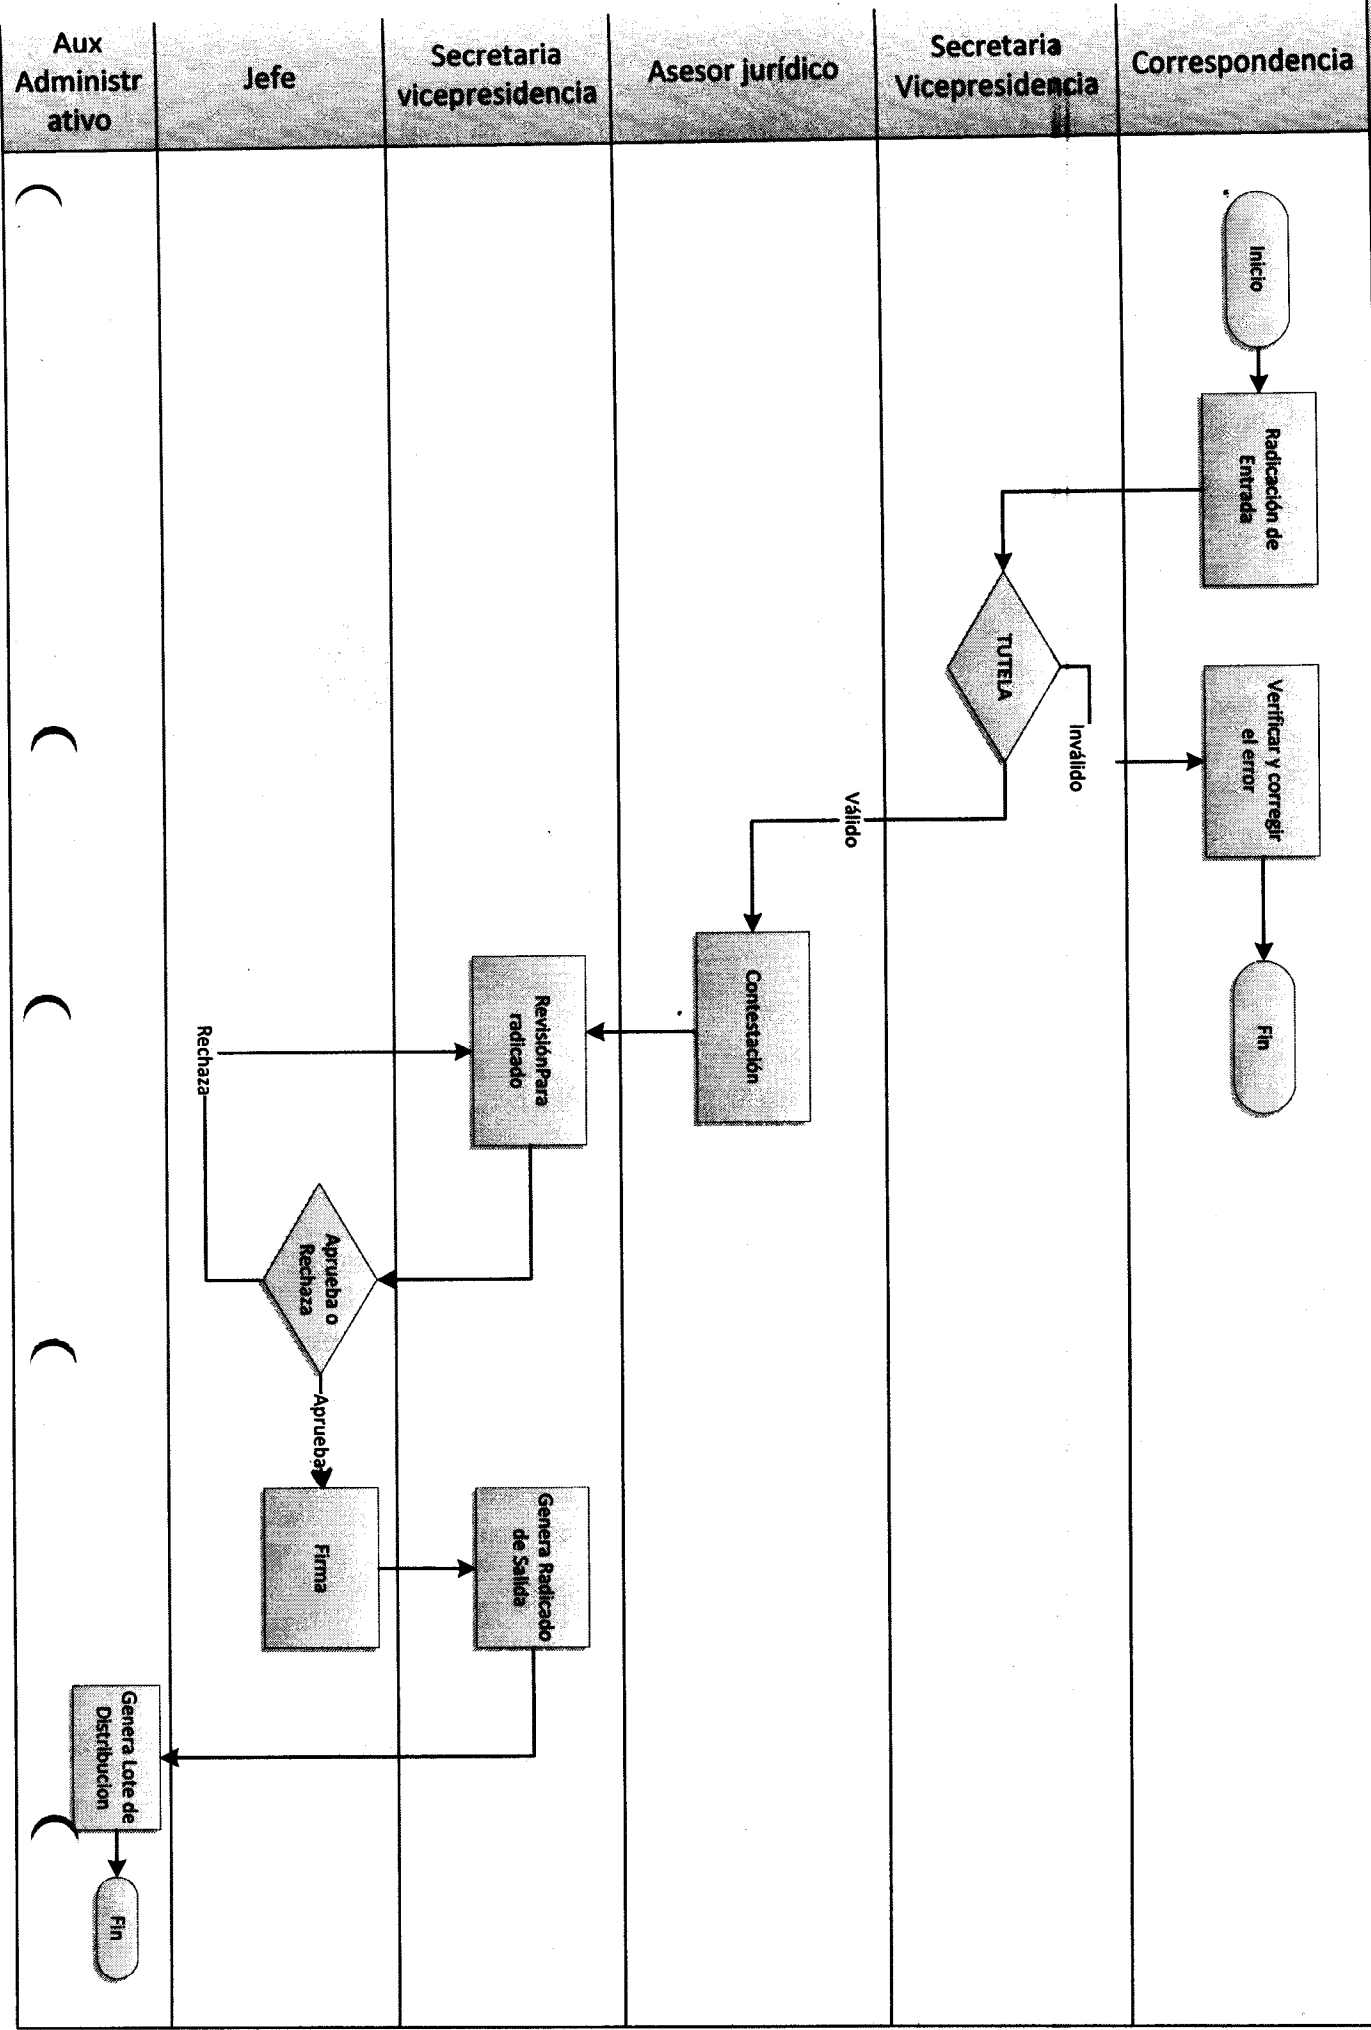 Aux
Administr
ativo
Jefe
Secretaria
vicepresidencia
Asesor jurídico
Secretaria
Vicepresidencia
Correspondencia
Inicio
Radicación de
Entrada
TUTELA
Inválido
Verificar y corregir
el error
Fin
Válido
Contestación
RevisiónPara
radicado
Rechaza
Aprueba o
Rechaza
Aprueba
Firma
Genera Radicado
de Salida
Genera Lote de
Distribucion
Fin